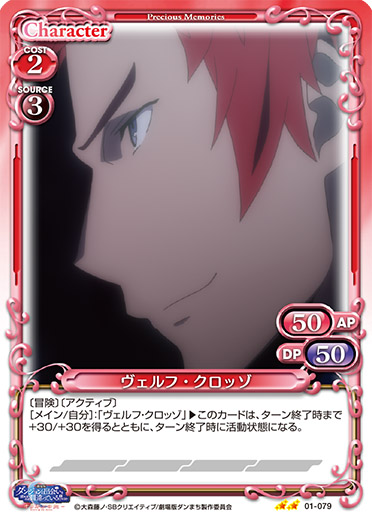 Precious Memories
Character
COST
2
SOURCE
3
50 AP
DP 50
ヴェルフ・クロッゾ
〔冒険〕〔アクティブ〕
[メイン/自分]:「ヴェルフ・クロッゾ」▶このカードは、ターン終了時まで
+30/+30を得るとともに、ターン終了時に活動状態になる。
©大森藤ノ・SBクリエイティブ/劇場版ダンまち製作委員会
01-079